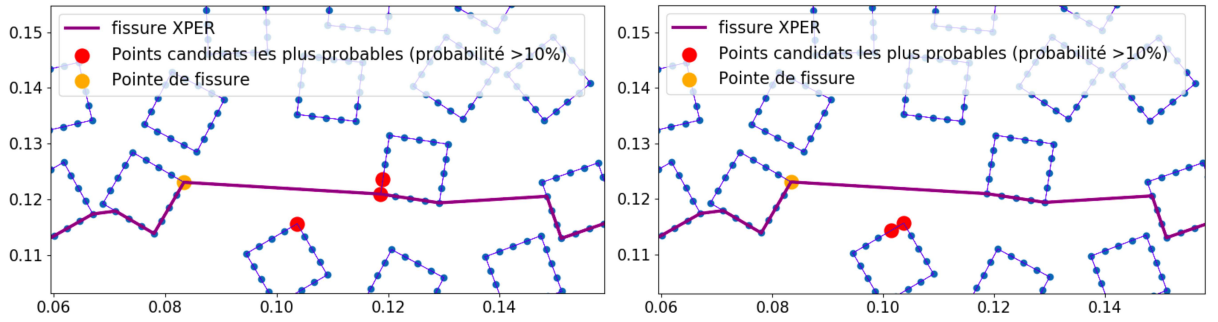 fissure XPER
Points candidats les plus probables (probabilité >10%)
Pointe de fissure
0.15
0.14
0.13
0.12
0.11
0.06 0.08 0.10 0.12 0.14
fissure XPER
Points candidats les plus probables (probabilité >10%)
Pointe de fissure
0.15
0.14
0.13
0.12
0.11
0.06 0.08 0.10 0.12 0.14